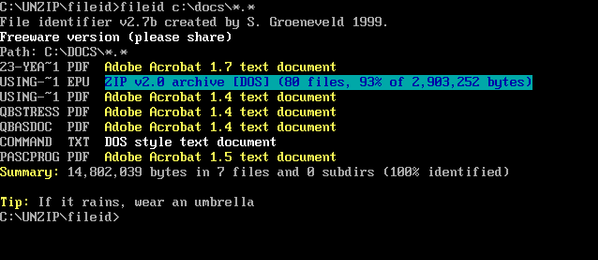 C:\UNZIP\fileid>fileid c:\docs\*.*
File identifier v2.7b created by S. Groeneveld 1999.
Freeware version (please share)
Path: C:\DOCS\*.*
23-YEA~1 PDF  Adobe Acrobat 1.7 text document
USING-~1 EPU  ZIP v2.0 archive [DOS] (80 files, 93% of 2,903,252 bytes)
USING-~1 PDF  Adobe Acrobat 1.4 text document
QBSTRESS PDF  Adobe Acrobat 1.4 text document
QBASDOC  PDF  Adobe Acrobat 1.4 text document
COMMAND  TXT  DOS style text document
PASCPROG PDF  Adobe Acrobat 1.5 text document
Summary: 14,802,039 bytes in 7 files and 0 subdirs (100% identified)
Tip: If it rains, wear an umbrella
C:\UNZIP\fileid>